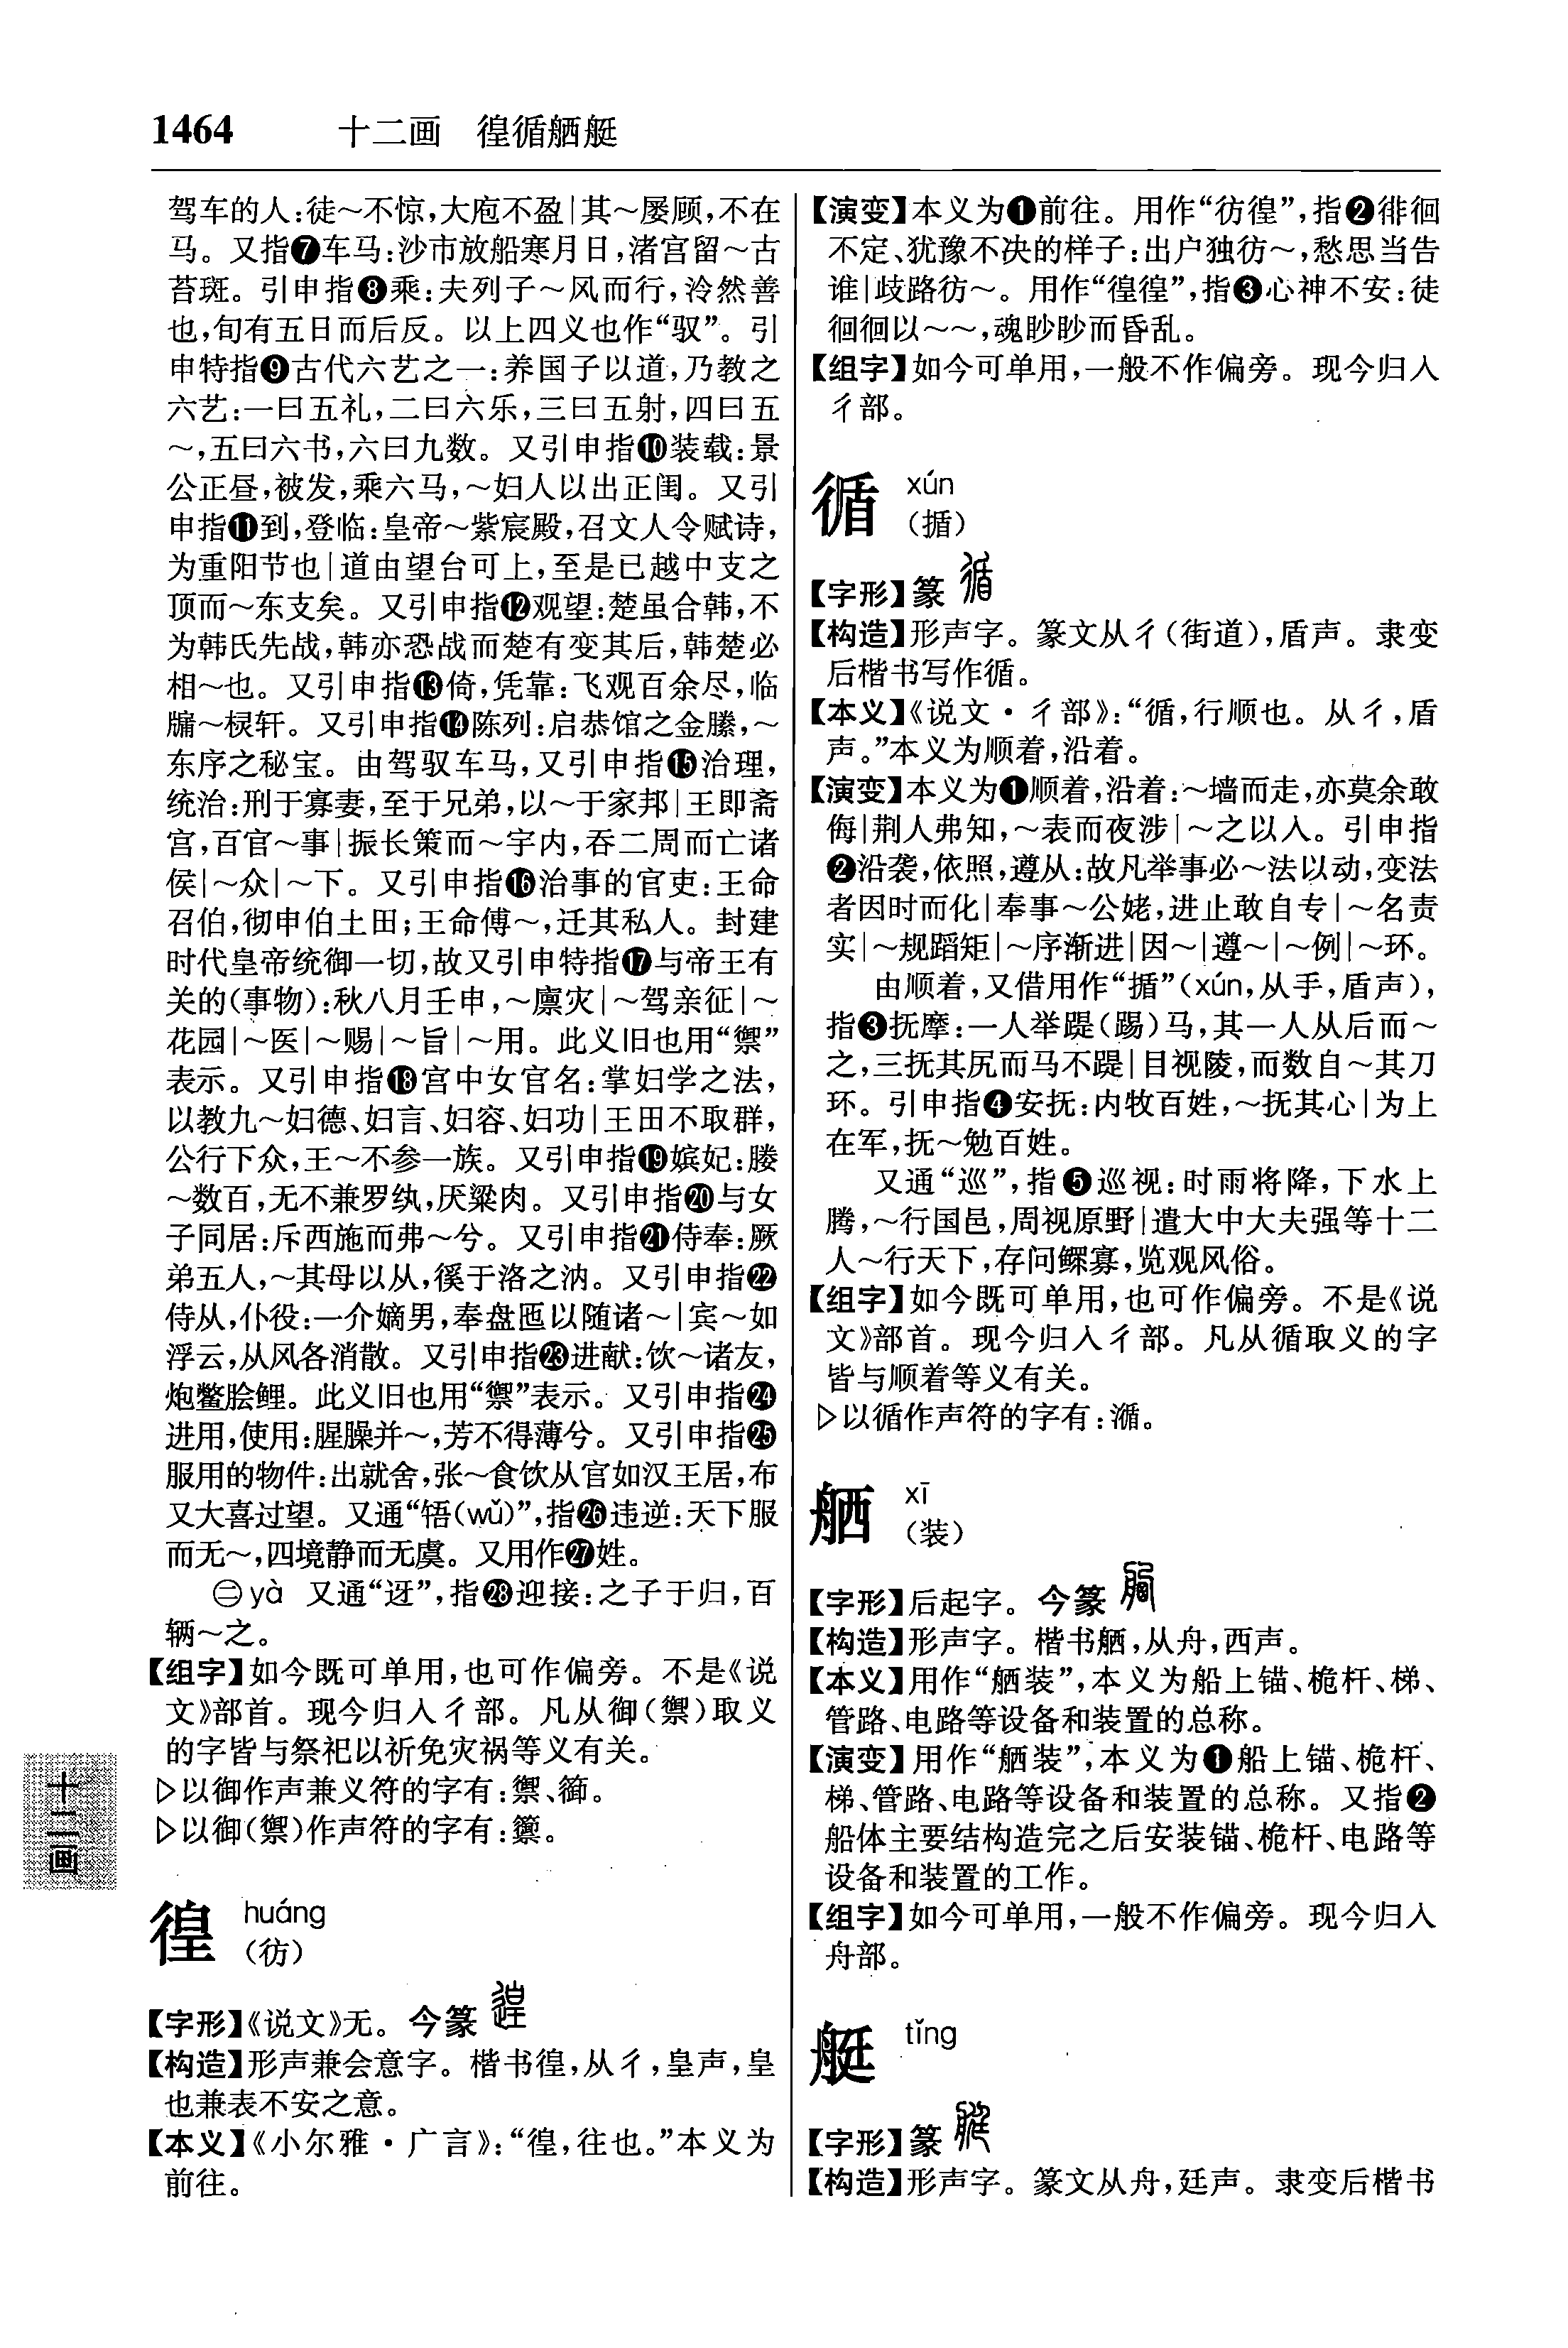 1464 十二画 徨循舾艇
驾车的人:徒～不惊,大庖不盈|其～屡顾,不在
马。又指❼车马:沙市放船寒月日,渚宫留～古
苔斑。引申指❽乘:夫列子～风而行,泠然善
也,旬有五日而后反。以上四义也作“驭”。引
申特指❾古代六艺之一:养国子以道,乃教之
六艺:一曰五礼,二曰六乐,三曰五射,四曰五
～,五曰六书,六曰九数。又引申指❿装载:景
公正昼,被发,乘六马,～妇人以出正闺。又引
申指⓫到,登临:皇帝～紫宸殿,召文人令赋诗,
为重阳节也|道由望台可上,至是已越中支之
顶而～东支矣。又引申指⓬观望:楚虽合韩,不
为韩氏先战,韩亦恐战而楚有变其后,韩楚必
相～也。又引申指⓭倚,凭靠:飞观百余尽,临
牖～棂轩。又引申指⓮陈列:启恭馆之金縢,～
东序之秘宝。由驾驭车马,又引申指⓯治理,
统治:刑于寡妻,至于兄弟,以～于家邦|王即斋
宫,百官～事|振长策而～宇内,吞二周而亡诸
侯|～众|～下。又引申指⓰治事的官吏:王命
召伯,彻申伯土田;王命傅～,迁其私人。封建
时代皇帝统御一切,故又引申特指⓱与帝王有
关的(事物):秋八月壬申,～廪灾|～驾亲征|～
花园|～医|～赐|～旨|～用。此义旧也用“禦”
表示。又引申指⓲宫中女官名:掌妇学之法,
以教九～妇德、妇言、妇容、妇功|王田不取群,
公行下众,王～不参一族。又引申指⓳嫔妃:媵
～数百,无不兼罗纨,厌粱肉。又引申指⓴与女
子同居:斥西施而弗～兮。又引申指㉑侍奉:厥
弟五人,～其母以从,徯于洛之汭。又引申指㉒
侍从,仆役:一介嫡男,奉盘匜以随诸～|宾～如
浮云,从风各消散。又引申指㉓进献:饮～诸友,
炮鳖脍鲤。此义旧也用“禦”表示。又引申指㉔
进用,使用:腥臊并～,芳不得薄兮。又引申指㉕
服用的物件:出就舍,张～食饮从官如汉王居,布
又大喜过望。又通“啎(wǔ)”,指㉖违逆:天下服
而无～,四境静而无虞。又用作㉗姓。
㊁yà 又通“迓”,指㉘迎接:之子于归,百
辆～之。
【组字】如今既可单用,也可作偏旁。不是《说
文》部首。现今归入彳部。凡从御(禦)取义
的字皆与祭祀以祈免灾祸等义有关。
▷以御作声兼义符的字有:禦、篽。
▷以御(禦)作声符的字有:籞。
徨 huáng
(彷)
【字形】《说文》无。今篆
【构造】形声兼会意字。楷书徨,从彳,皇声,皇
也兼表不安之意。
【本义】《小尔雅·广言》:“徨,往也。”本义为
前往。
十二画
【演变】本义为❶前往。用作“彷徨”,指❷徘徊
不定、犹豫不决的样子:出户独彷～,愁思当告
谁|歧路彷～。用作“徨徨”,指❸心神不安:徒
徊徊以～～,魂眇眇而昏乱。
【组字】如今可单用,一般不作偏旁。现今归入
彳部。
循 xún
(揗)
【字形】篆
【构造】形声字。篆文从彳(街道),盾声。隶变
后楷书写作循。
【本义】《说文·彳部》:“循,行顺也。从彳,盾
声。”本义为顺着,沿着。
【演变】本义为❶顺着,沿着:～墙而走,亦莫余敢
侮|荆人弗知,～表而夜涉|～之以入。引申指
❷沿袭,依照,遵从:故凡举事必～法以动,变法
者因时而化|奉事～公姥,进止敢自专|～名责
实|～规蹈矩|～序渐进|因～|遵～|～例|～环。
由顺着,又借用作“揗”(xún,从手,盾声),
指❸抚摩:一人举踶(踢)马,其一人从后而～
之,三抚其尻而马不踶|目视陵,而数自～其刀
环。引申指❹安抚:内牧百姓,～抚其心|为上
在军,抚～勉百姓。
又通“巡”,指❺巡视:时雨将降,下水上
腾,～行国邑,周视原野|遣大中大夫强等十二
人～行天下,存问鳏寡,览观风俗。
【组字】如今既可单用,也可作偏旁。不是《说
文》部首。现今归入彳部。凡从循取义的字
皆与顺着等义有关。
▷以循作声符的字有:㵌。
舾 xī
(装)
【字形】后起字。今篆
【构造】形声字。楷书舾,从舟,西声。
【本义】用作“舾装”,本义为船上锚、桅杆、梯、
管路、电路等设备和装置的总称。
【演变】用作“舾装”,本义为❶船上锚、桅杆、
梯、管路、电路等设备和装置的总称。又指❷
船体主要结构造完之后安装锚、桅杆、电路等
设备和装置的工作。
【组字】如今可单用,一般不作偏旁。现今归入
舟部。
艇 tǐng
【字形】篆
【构造】形声字。篆文从舟,廷声。隶变后楷书